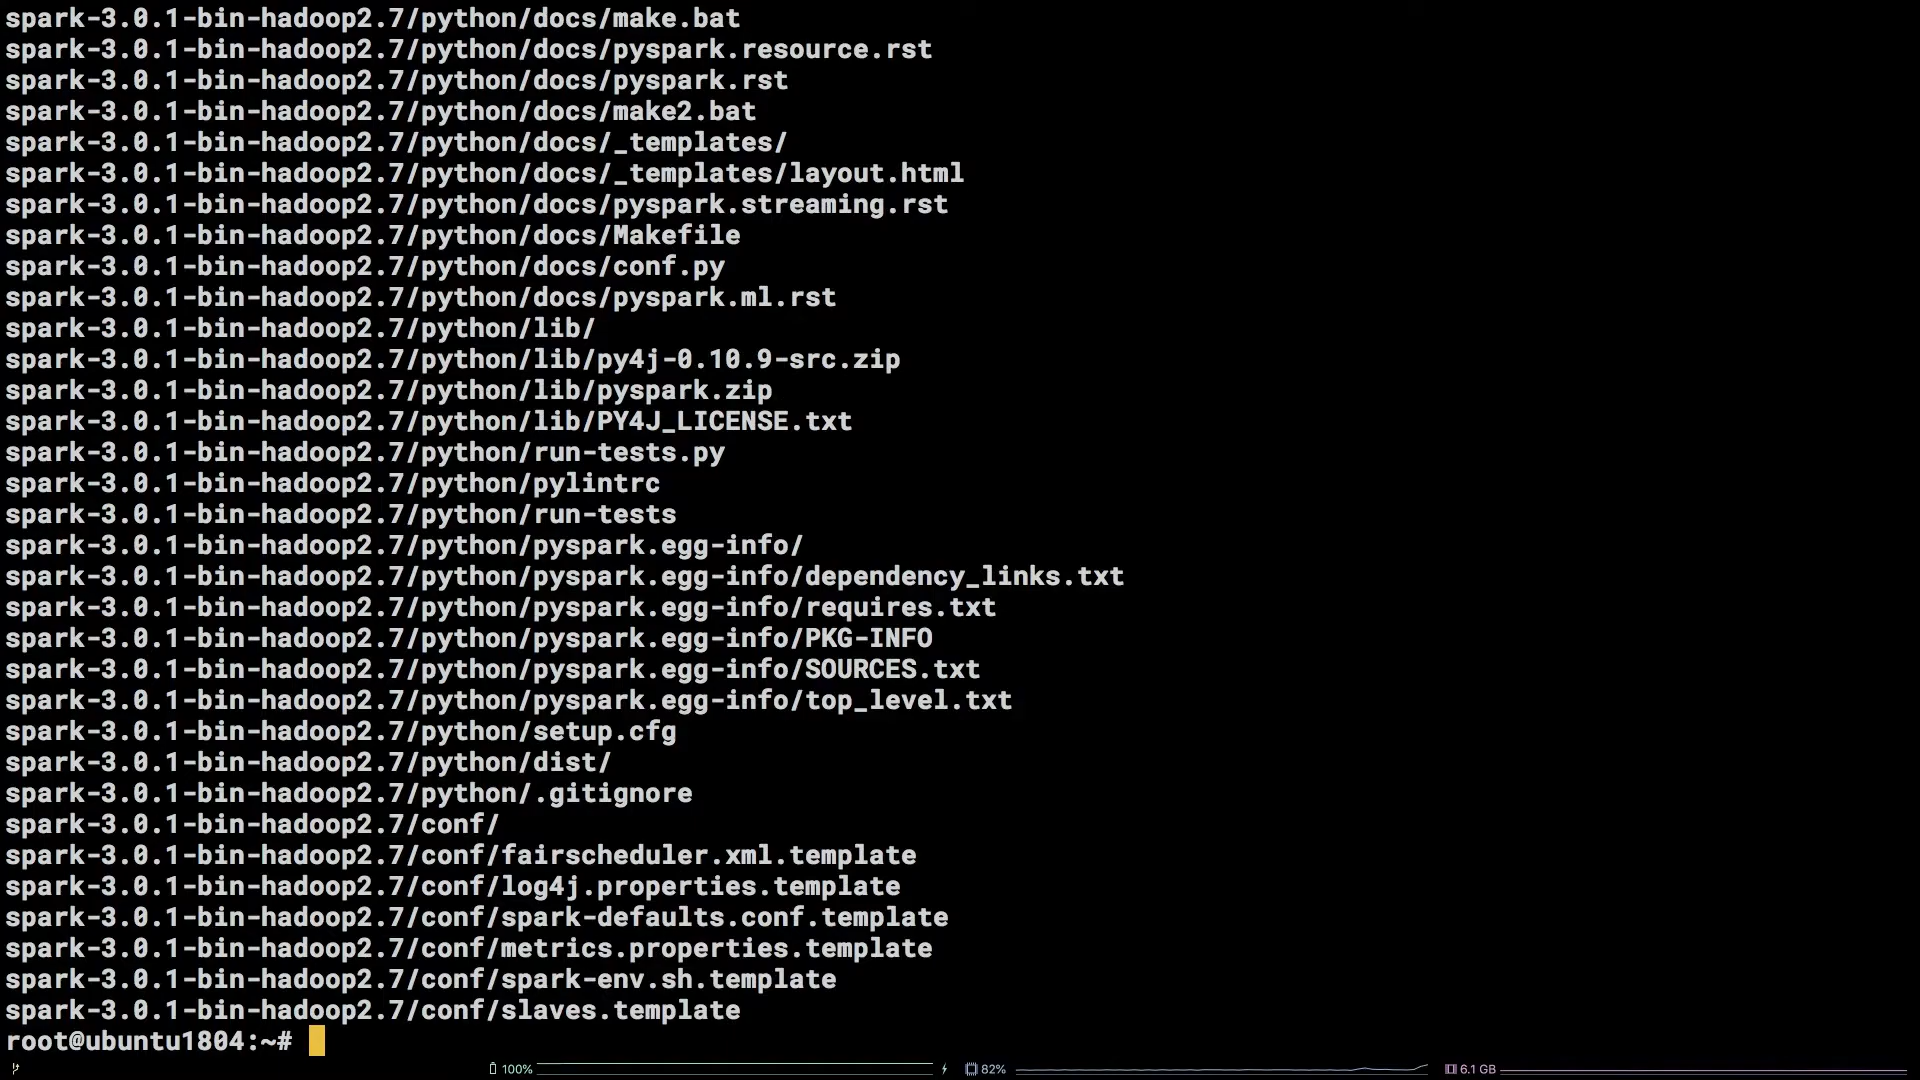 spark-3.0.1-bin-hadoop2.7/python/docs/make.bat
spark-3.0.1-bin-hadoop2.7/python/docs/pyspark.resource.rst
spark-3.0.1-bin-hadoop2.7/python/docs/pyspark.rst
spark-3.0.1-bin-hadoop2.7/python/docs/make2.bat
spark-3.0.1-bin-hadoop2.7/python/docs/_templates/
spark-3.0.1-bin-hadoop2.7/python/docs/_templates/layout.html
spark-3.0.1-bin-hadoop2.7/python/docs/pyspark.streaming.rst
spark-3.0.1-bin-hadoop2.7/python/docs/Makefile
spark-3.0.1-bin-hadoop2.7/python/docs/conf.py
spark-3.0.1-bin-hadoop2.7/python/docs/pyspark.ml.rst
spark-3.0.1-bin-hadoop2.7/python/lib/
spark-3.0.1-bin-hadoop2.7/python/lib/py4j-0.10.9-src.zip
spark-3.0.1-bin-hadoop2.7/python/lib/pyspark.zip
spark-3.0.1-bin-hadoop2.7/python/lib/PY4J_LICENSE.txt
spark-3.0.1-bin-hadoop2.7/python/run-tests.py
spark-3.0.1-bin-hadoop2.7/python/pylintrc
spark-3.0.1-bin-hadoop2.7/python/run-tests
spark-3.0.1-bin-hadoop2.7/python/pyspark.egg-info/
spark-3.0.1-bin-hadoop2.7/python/pyspark.egg-info/dependency_links.txt
spark-3.0.1-bin-hadoop2.7/python/pyspark.egg-info/requires.txt
spark-3.0.1-bin-hadoop2.7/python/pyspark.egg-info/PKG-INFO
spark-3.0.1-bin-hadoop2.7/python/pyspark.egg-info/SOURCES.txt
spark-3.0.1-bin-hadoop2.7/python/pyspark.egg-info/top_level.txt
spark-3.0.1-bin-hadoop2.7/python/setup.cfg
spark-3.0.1-bin-hadoop2.7/python/dist/
spark-3.0.1-bin-hadoop2.7/python/.gitignore
spark-3.0.1-bin-hadoop2.7/conf/
spark-3.0.1-bin-hadoop2.7/conf/fairscheduler.xml.template
spark-3.0.1-bin-hadoop2.7/conf/log4j.properties.template
spark-3.0.1-bin-hadoop2.7/conf/spark-defaults.conf.template
spark-3.0.1-bin-hadoop2.7/conf/metrics.properties.template
spark-3.0.1-bin-hadoop2.7/conf/spark-env.sh.template
spark-3.0.1-bin-hadoop2.7/conf/slaves.template
root@ubuntu1804:~#
100% 82% 6.1 GB